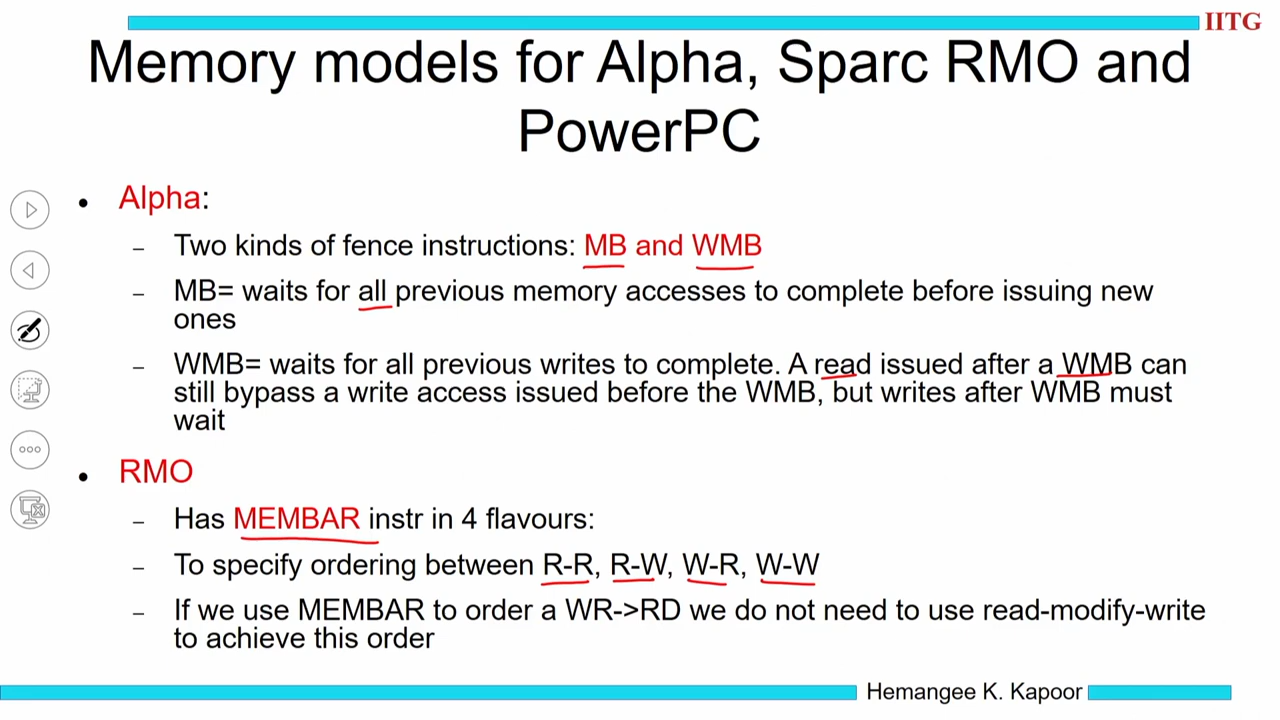 IITG
Memory models for Alpha, Sparc RMO and
PowerPC
• Alpha:
– Two kinds of fence instructions: MB and WMB
– MB= waits for all previous memory accesses to complete before issuing new
ones
– WMB= waits for all previous writes to complete. A read issued after a WMB can
still bypass a write access issued before the WMB, but writes after WMB must
wait
• RMO
– Has MEMBAR instr in 4 flavours:
– To specify ordering between R-R, R-W, W-R, W-W
– If we use MEMBAR to order a WR->RD we do not need to use read-modify-write
to achieve this order
Hemangee K. Kapoor